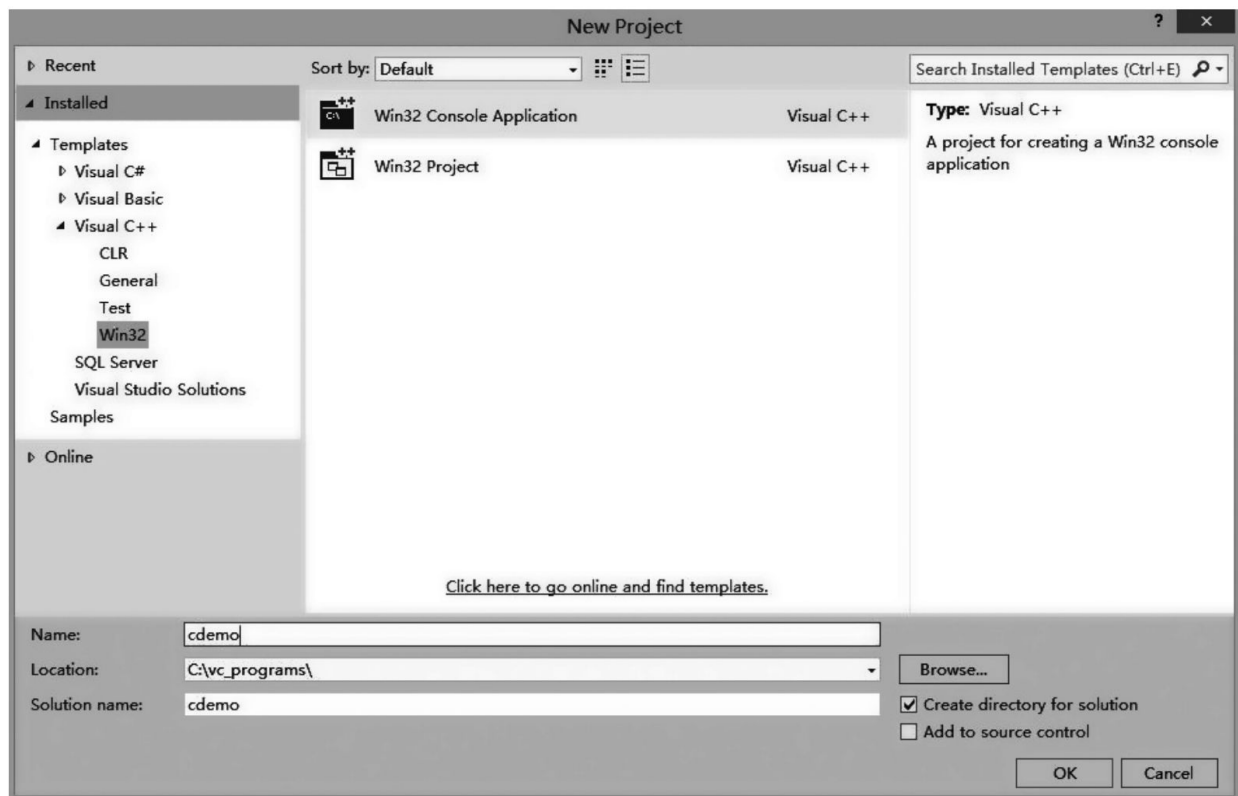 New Project
? ×
Recent
Installed
Templates
Visual C#
Visual Basic
Visual C++
CLR
General
Test
Win32
SQL Server
Visual Studio Solutions
Samples
Online
Sort by: Default
Search Installed Templates (Ctrl+E)
C:\ ++
Win32 Console Application Visual C++
++
Win32 Project Visual C++
Type: Visual C++
A project for creating a Win32 console
application
Click here to go online and find templates.
Name: cdemo
Location: C:\vc_programs\
Browse...
Solution name: cdemo
Create directory for solution
Add to source control
OK Cancel